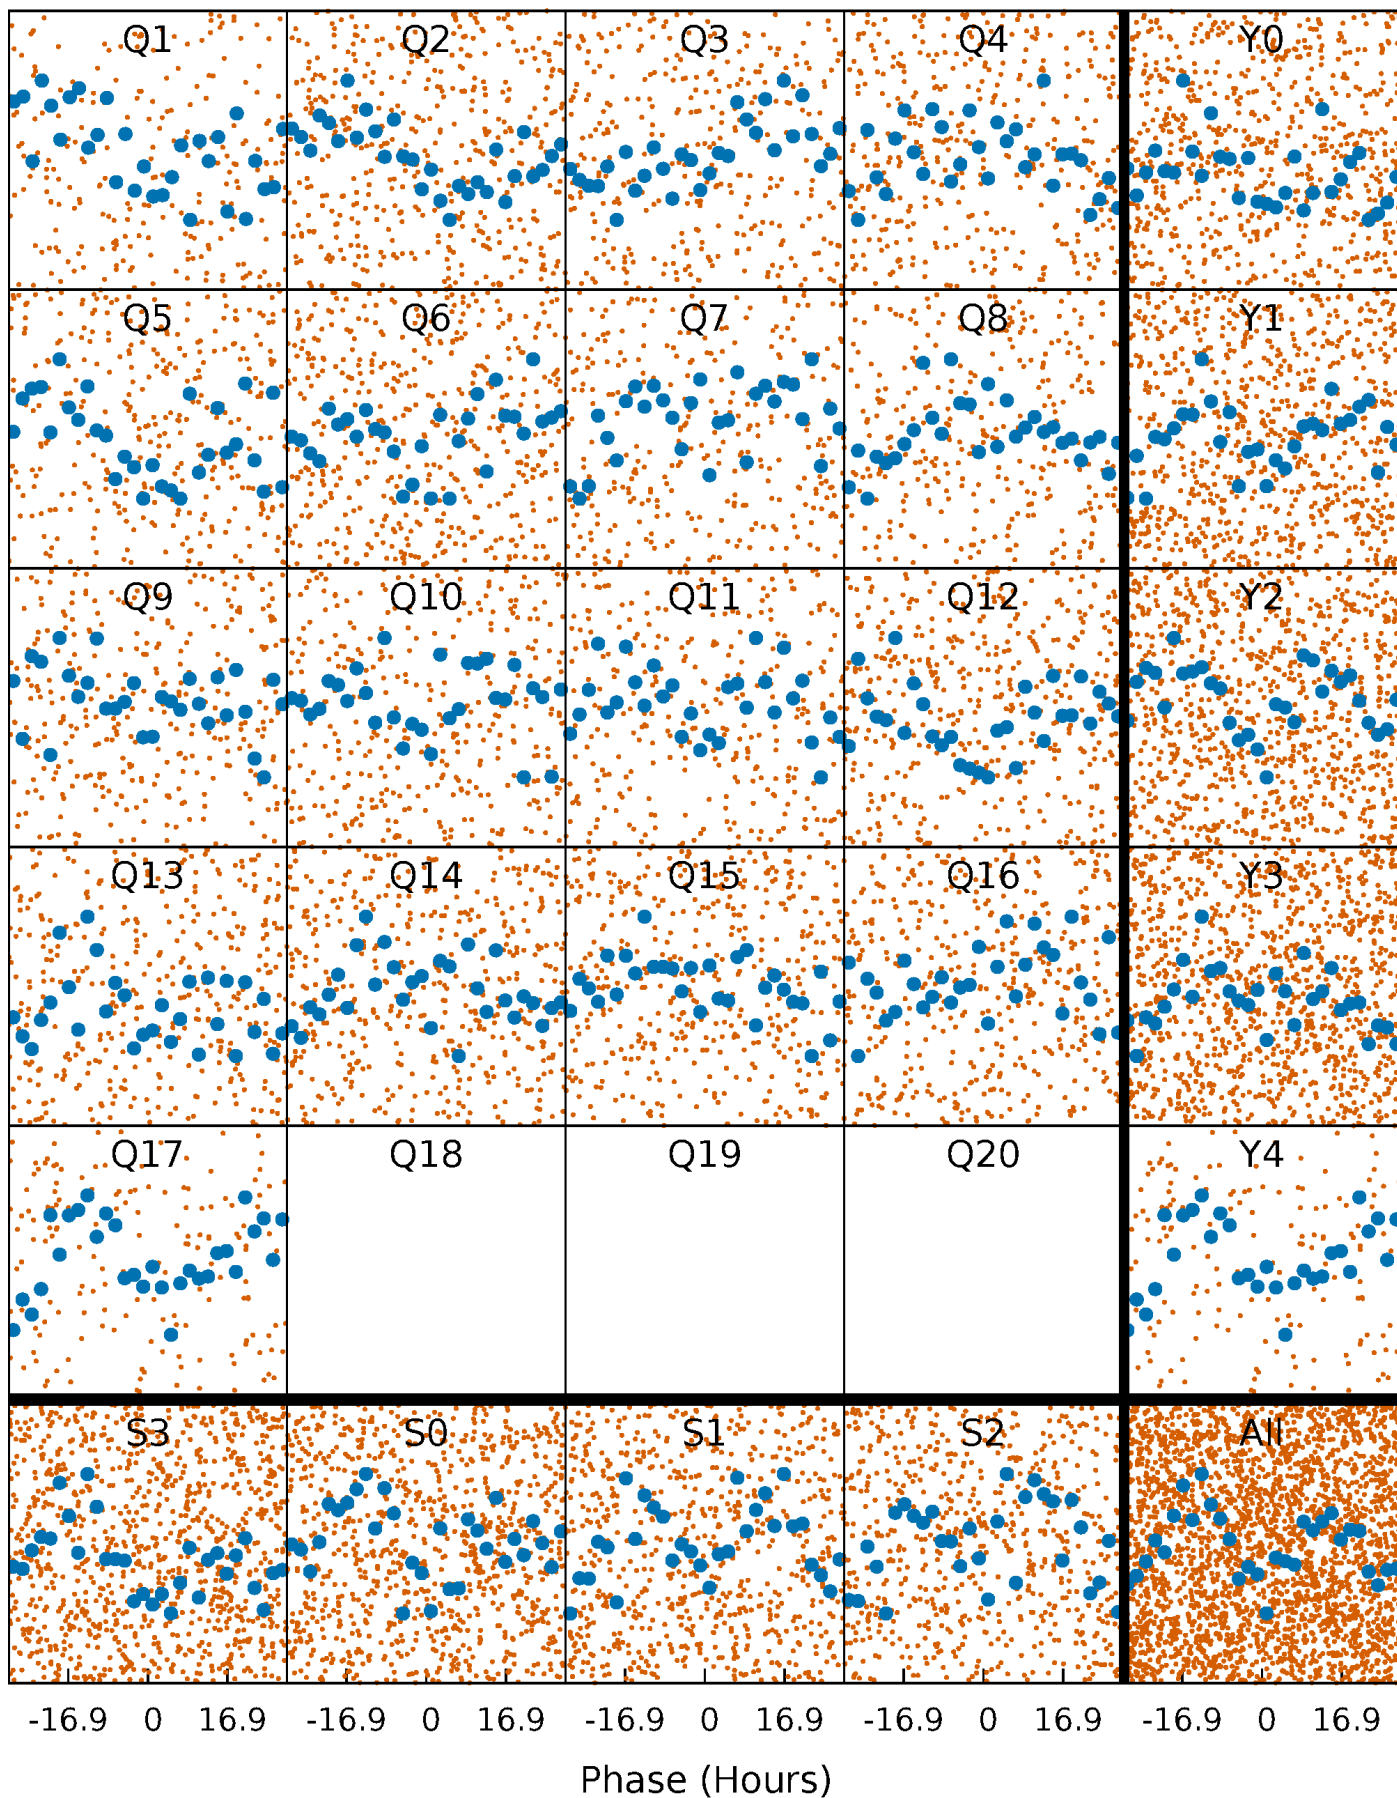 Q1 Q2 Q3 Q4 Y0
Q5 Q6 Q7 Q8 Y1
Q9 Q10 Q11 Q12 Y2
Q13 Q14 Q15 Q16 Y3
Q17 Q18 Q19 Q20 Y4
S3 S0 S1 S2 All
-16.9 0 16.9 -16.9 0 16.9 -16.9 0 16.9 -16.9 0 16.9 -16.9 0 16.9
Phase (Hours)